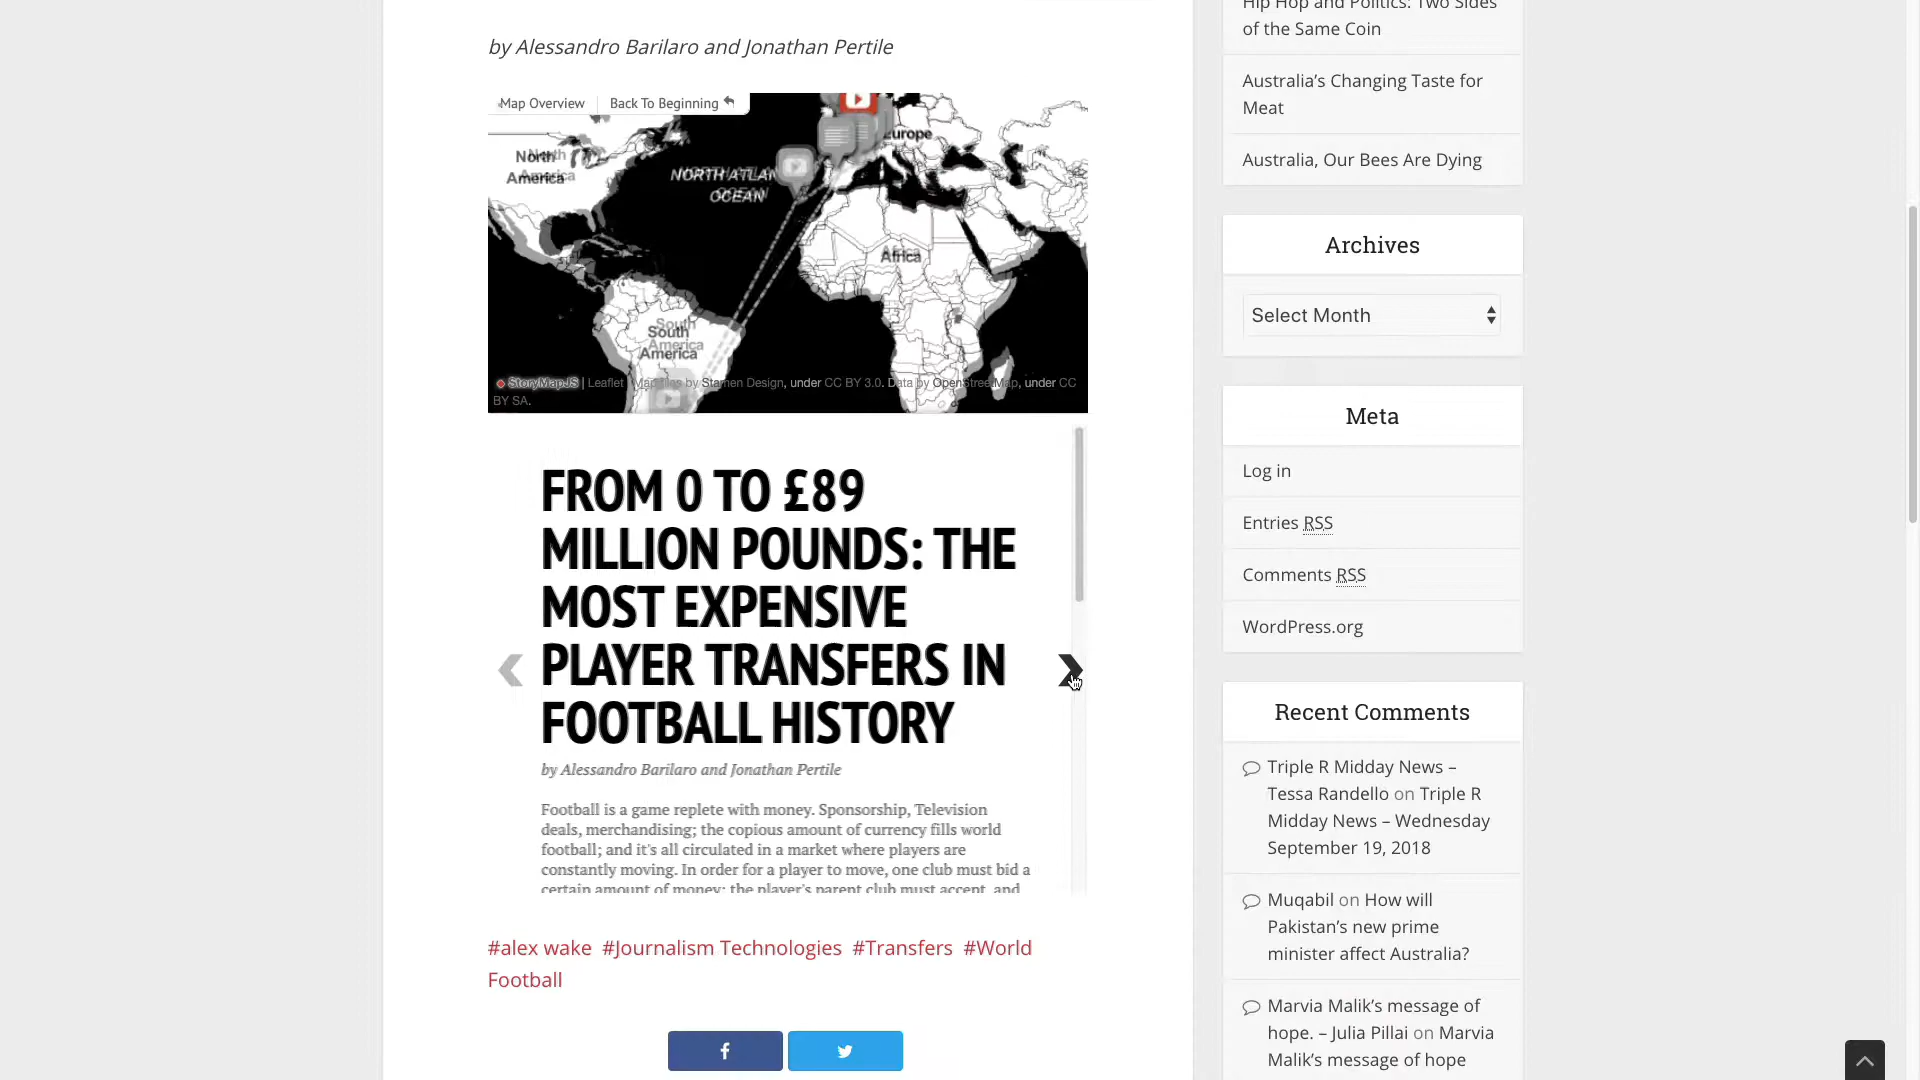 Hip Hop and Politics: Two Sides
of the Same Coin
by Alessandro Barilaro and Jonathan Pertile
Australia's Changing Taste for
Meat
Australia, Our Bees Are Dying
Map Overview
Back To Beginning
Europe
North
America
NORTH ATLAN
OCEAN
Africa
South
America
StoryMapJS | Leaflet | Map tiles by Stamen Design, under CC BY 3.0. Data by OpenStreetMap, under CC
BY SA.
FROM 0 TO £89
MILLION POUNDS: THE
MOST EXPENSIVE
PLAYER TRANSFERS IN
FOOTBALL HISTORY
by Alessandro Barilaro and Jonathan Pertile
Football is a game replete with money. Sponsorship, Television
deals, merchandising; the copious amount of currency fills world
football; and it's all circulated in a market where players are
constantly moving. In order for a player to move, one club must bid a
certain amount of money; the player's parent club must accept, and
#alex wake #Journalism Technologies #Transfers #World
Football
f
Archives
Select Month
Meta
Log in
Entries RSS
Comments RSS
WordPress.org
Recent Comments
Triple R Midday News –
Tessa Randello on Triple R
Midday News – Wednesday
September 19, 2018
Muqabil on How will
Pakistan's new prime
minister affect Australia?
Marvia Malik's message of
hope. – Julia Pillai on Marvia
Malik's message of hope